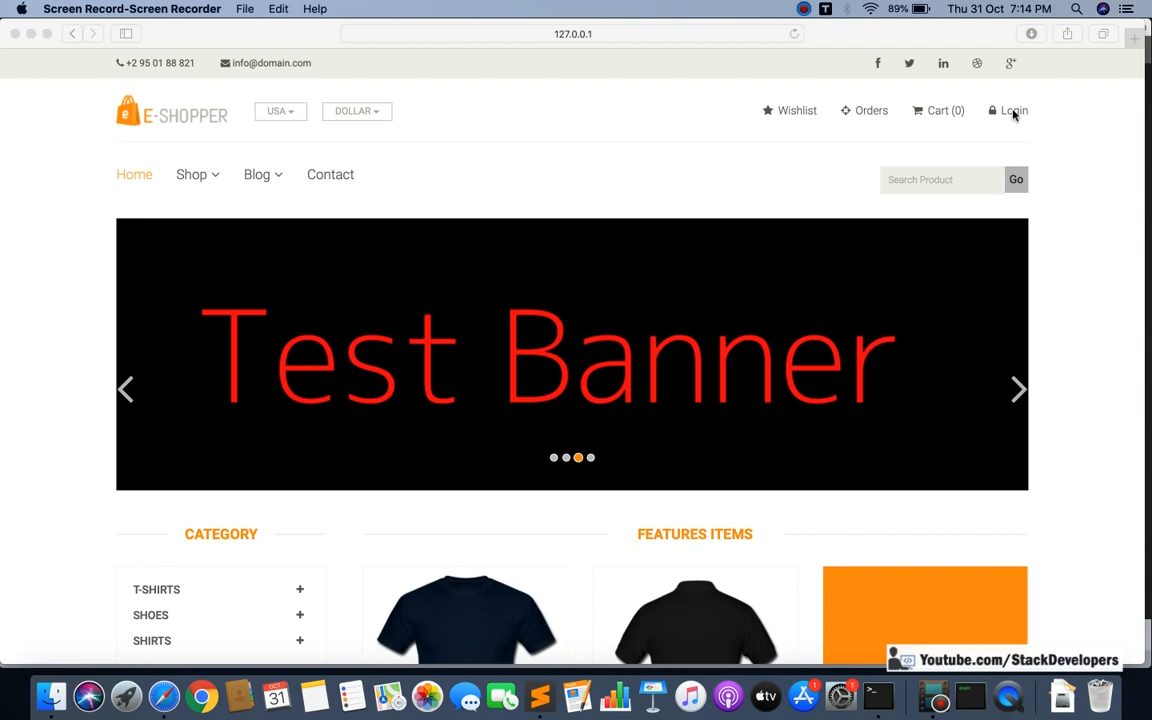 Screen Record-Screen Recorder File Edit Help 89% Thu 31 Oct 7:14 PM
127.0.0.1
+2 95 01 88 821 info@domain.com
E-SHOPPER USA DOLLAR Wishlist Orders Cart (0) Login
Home Shop Blog Contact Search Product Go
Test Banner
CATEGORY FEATURES ITEMS
T-SHIRTS +
SHOES +
SHIRTS +
Youtube.com/StackDevelopers